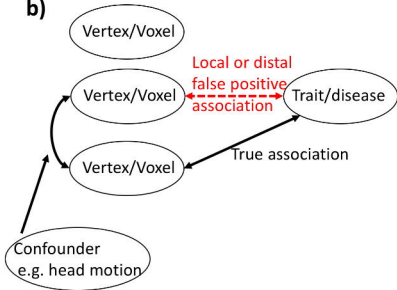 b)
Vertex/Voxel
Local or distal
false positive
association
Vertex/Voxel
Trait/disease
Vertex/Voxel
True association
Confounder
e.g. head motion